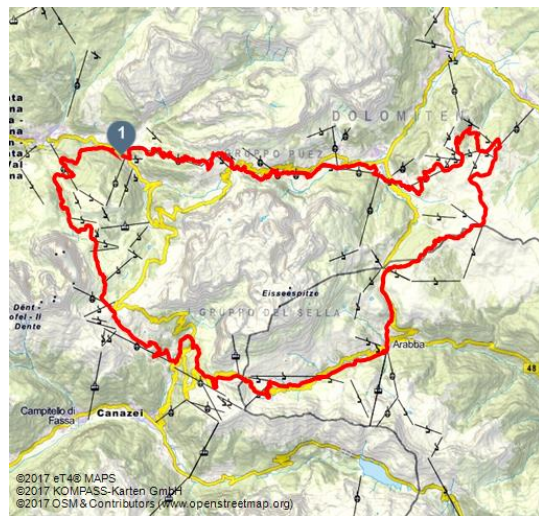 1
DOLOMITEN
GRUPPO PUEZ
Eisseespitze
GRUPPO DEL SELLA
Dënt -
ofel - Il
Dente
Arabba
48
Campitello di
Fassa
Canazei
©2017 eT4® MAPS
©2017 KOMPASS-Karten GmbH
©2017 OSM & Contributors (www.openstreetmap.org)